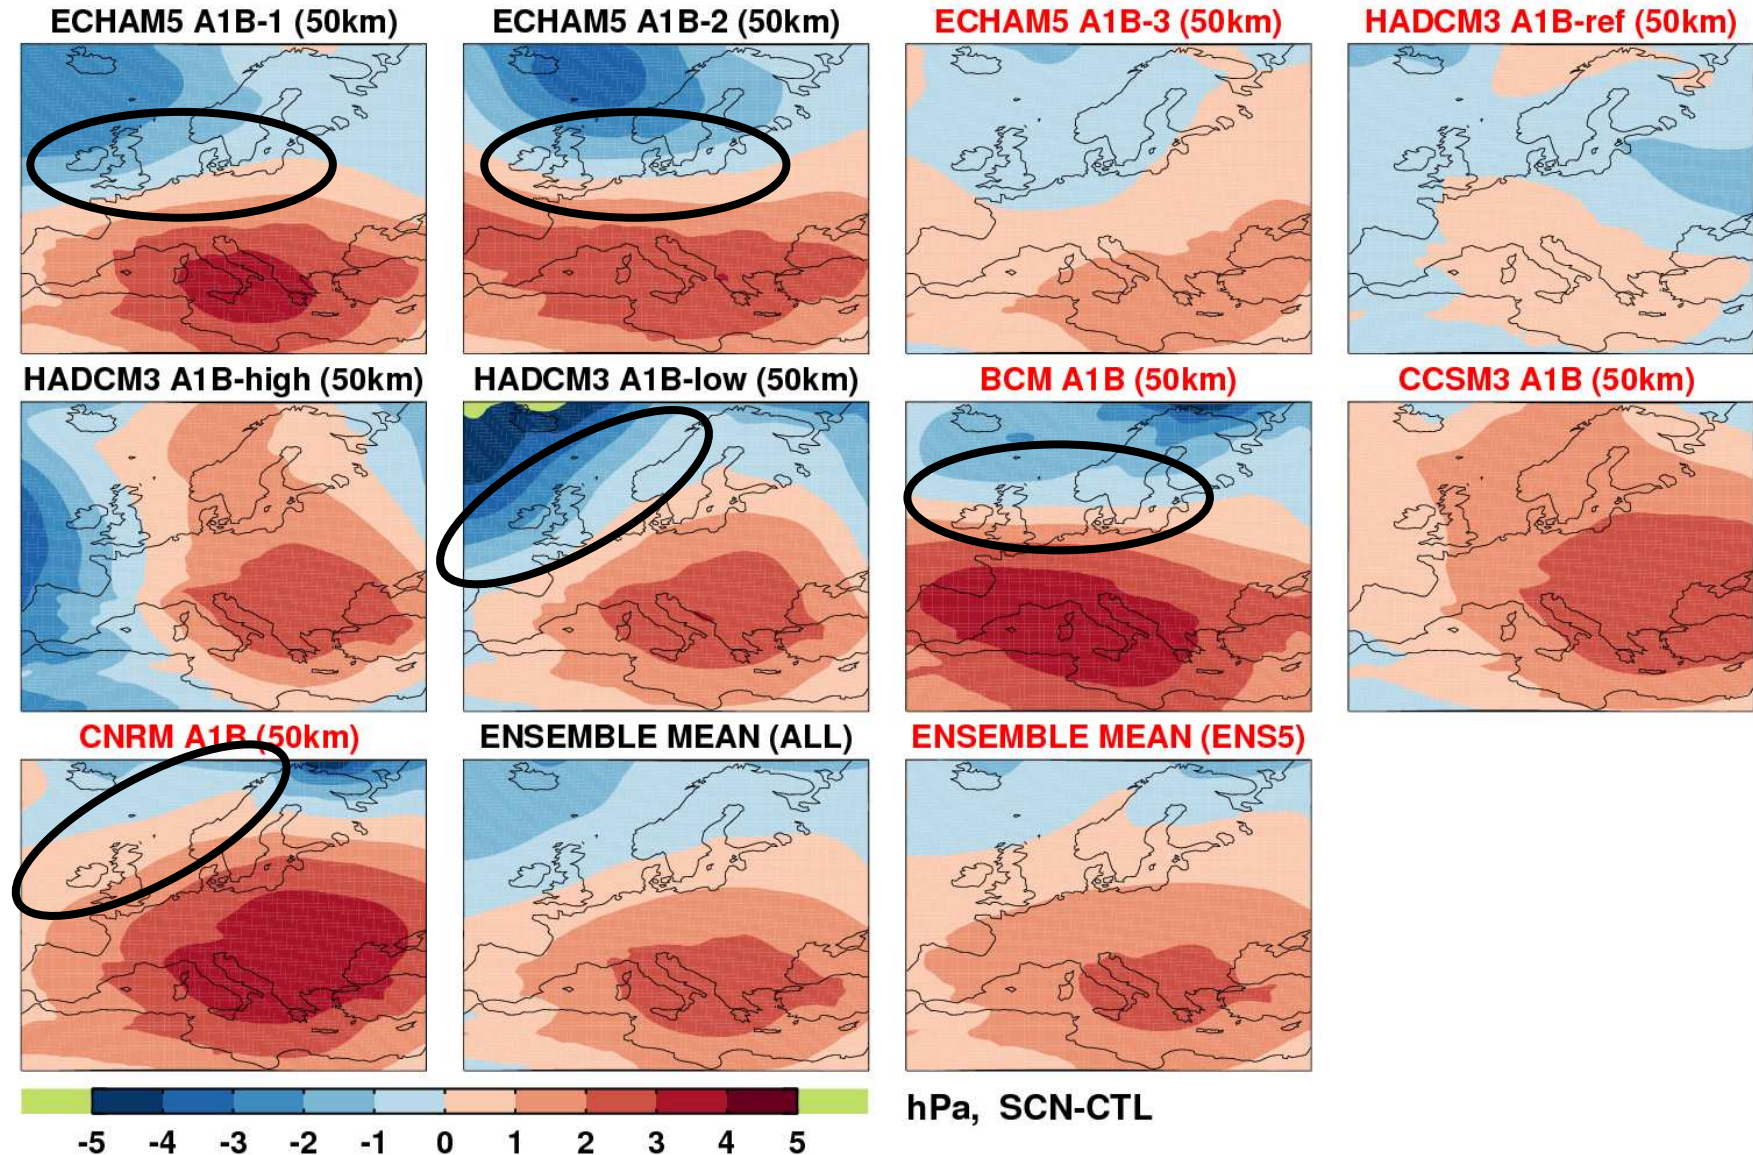 ECHAM5 A1B-1 (50km) ECHAM5 A1B-2 (50km) ECHAM5 A1B-3 (50km) HADCM3 A1B-ref (50km)
HADCM3 A1B-high (50km) HADCM3 A1B-low (50km) BCM A1B (50km) CCSM3 A1B (50km)
CNRM A1B (50km) ENSEMBLE MEAN (ALL) ENSEMBLE MEAN (ENS5)
hPa, SCN-CTL
-5 -4 -3 -2 -1 0 1 2 3 4 5